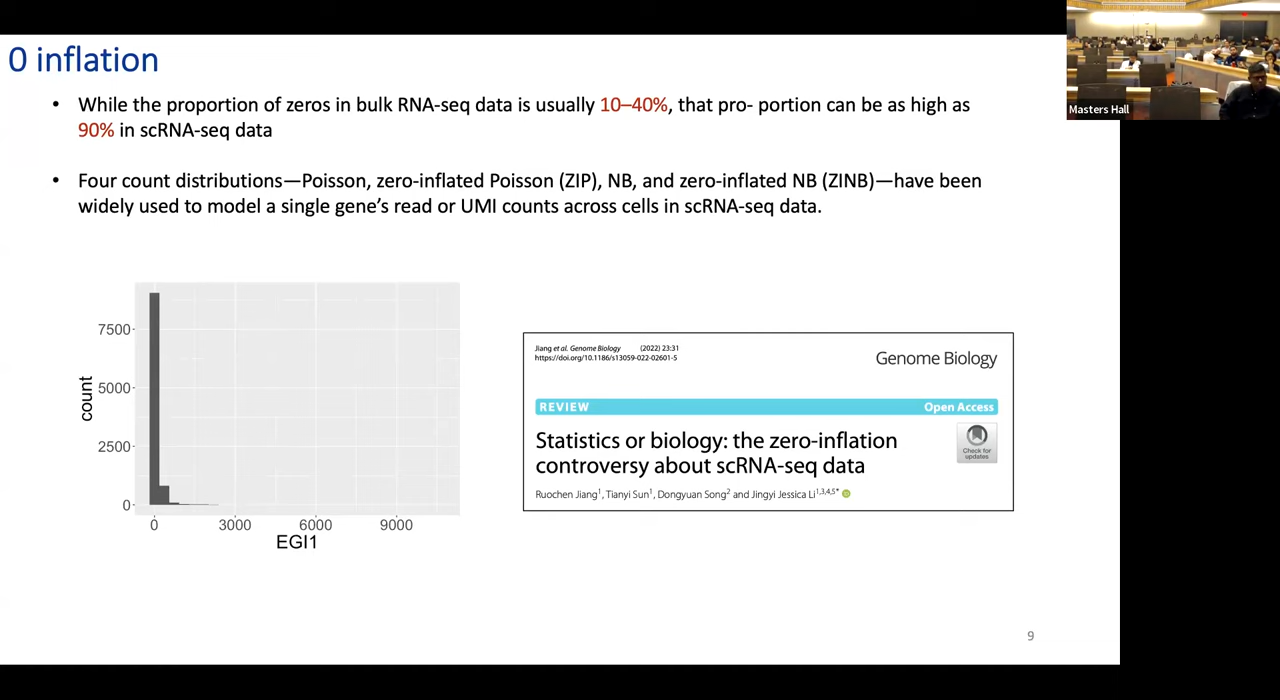 0 inflation
Masters Hall
• While the proportion of zeros in bulk RNA-seq data is usually 10–40%, that pro- portion can be as high as
90% in scRNA-seq data
• Four count distributions—Poisson, zero-inflated Poisson (ZIP), NB, and zero-inflated NB (ZINB)—have been
widely used to model a single gene's read or UMI counts across cells in scRNA-seq data.
7500
5000
2500
0
count
0 3000 6000 9000
EGI1
Jiang et al. Genome Biology (2022) 23:31
https://doi.org/10.1186/s13059-022-02601-5
Genome Biology
REVIEW Open Access
Statistics or biology: the zero-inflation
controversy about scRNA-seq data
Check for
updates
Ruochen Jiang1, Tianyi Sun1, Dongyuan Song2 and Jingyi Jessica Li1,3,4,5*
9